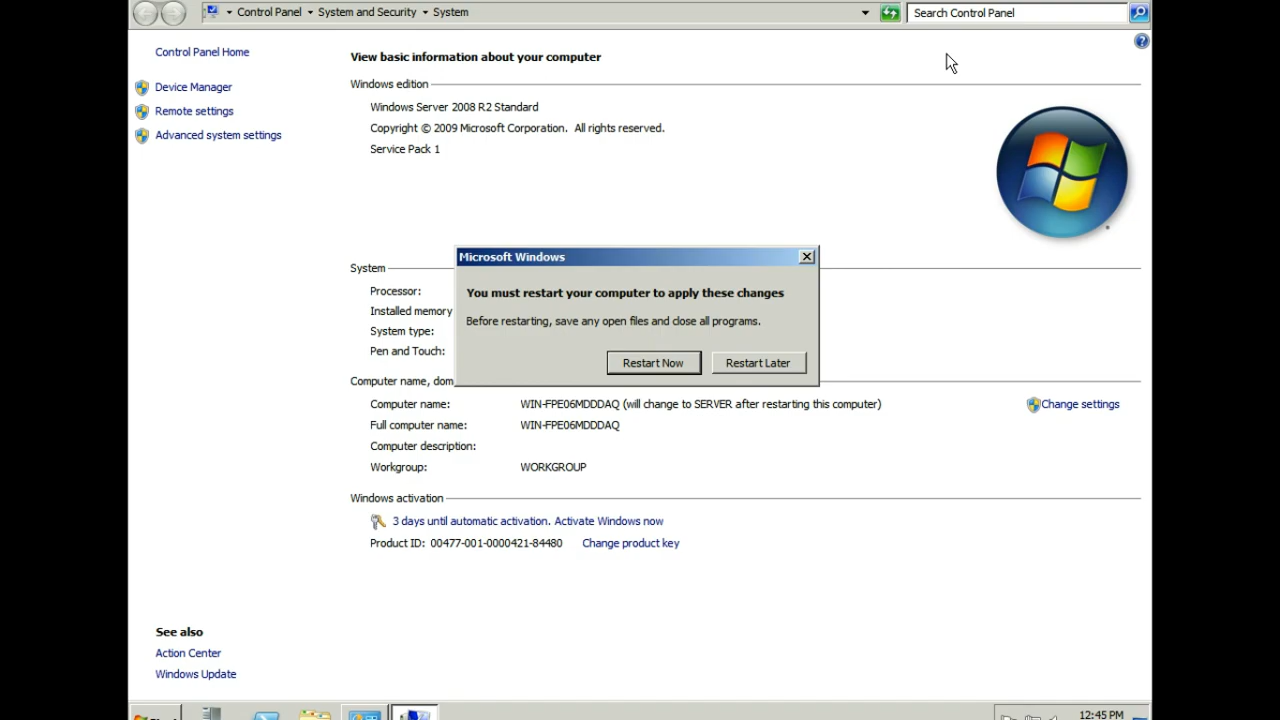 Control Panel System and Security System
Search Control Panel
Control Panel Home
Device Manager
Remote settings
Advanced system settings
View basic information about your computer
Windows edition
Windows Server 2008 R2 Standard
Copyright © 2009 Microsoft Corporation. All rights reserved.
Service Pack 1
System
Processor:
Installed memory
System type:
Pen and Touch:
Microsoft Windows
You must restart your computer to apply these changes
Before restarting, save any open files and close all programs.
Restart Now Restart Later
Computer name, dom
Computer name: WIN-FPE06MDDDAQ (will change to SERVER after restarting this computer)
Change settings
Full computer name: WIN-FPE06MDDDAQ
Computer description:
Workgroup: WORKGROUP
Windows activation
3 days until automatic activation. Activate Windows now
Product ID: 00477-001-0000421-84480 Change product key
See also
Action Center
Windows Update
12:45 PM